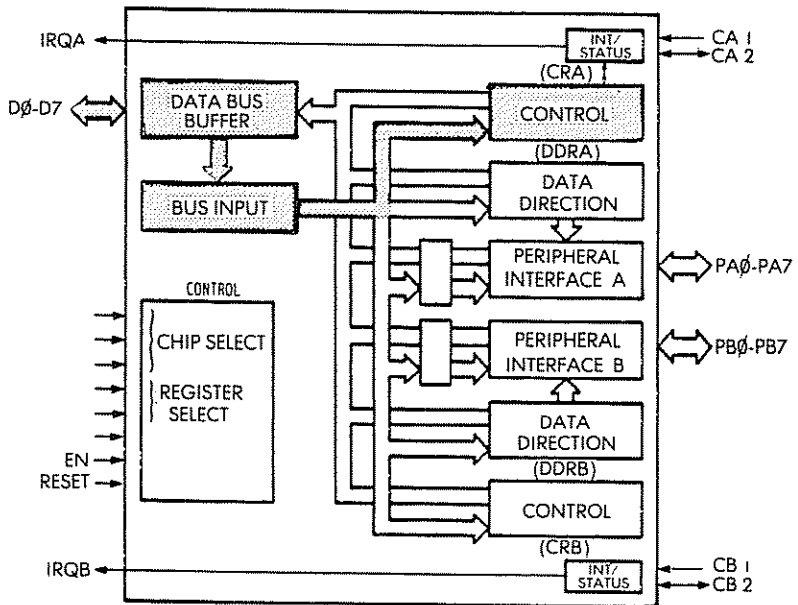 IRQA
INT/
STATUS
CA 1
CA 2
(CRA)
DØ-D7
DATA BUS
BUFFER
CONTROL
(DDRA)
DATA
DIRECTION
BUS INPUT
PERIPHERAL
INTERFACE A
PAØ-PA7
CONTROL
CHIP SELECT
REGISTER
SELECT
PERIPHERAL
INTERFACE B
PBØ-PB7
DATA
DIRECTION
(DDRB)
EN
RESET
CONTROL
(CRB)
IRQB
INT/
STATUS
CB 1
CB 2